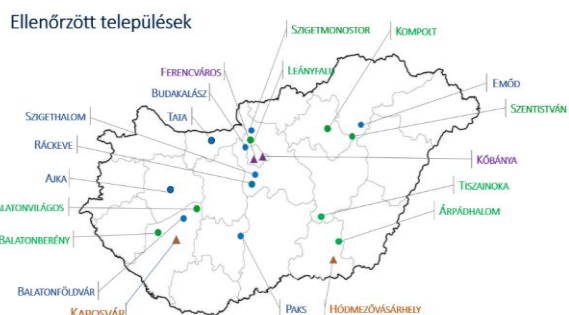 Ellenőrzött települések
SZIGETMONOSTOR
KOMPOLT
FERENCVÁROS
LEÁNYFALU
BUDAKALÁSZ
EMŐD
SZIGETHALOM
TATA
SZENTISTVÁN
RÁCKEVE
KŐBÁNYA
AJKA
TISZAINOKA
ALATONVILÁGOS
ÁRPÁDHALOM
BALATONBERÉNY
BALATONFÖLDVÁR
KAPOSVÁR
PAKS
HÓDMEZŐVÁSÁRHELY